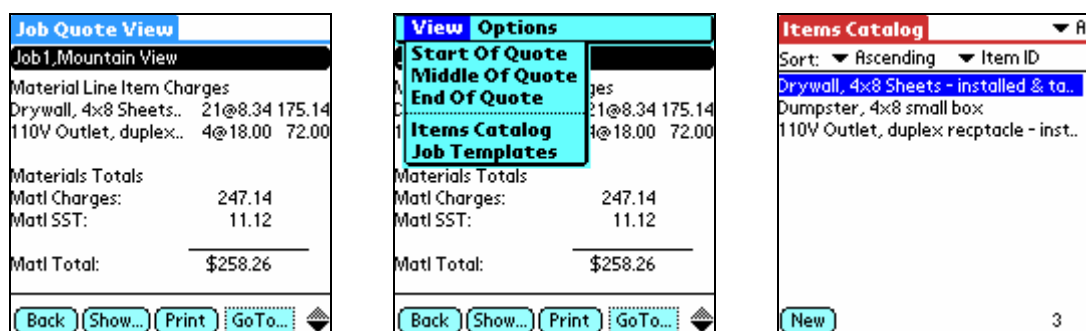 Job Quote View
Job1,Mountain View
Material Line Item Charges
Drywall, 4x8 Sheets.. 21@8.34 175.14
110V Outlet, duplex.. 4@18.00 72.00
Materials Totals
Matl Charges: 247.14
Matl SST: 11.12
Matl Total: $258.26
Back Show... Print GoTo...
View Options
Start Of Quote
Middle Of Quote
End Of Quote
Items Catalog
Job Templates
ges
21@8.34 175.14
4@18.00 72.00
Materials Totals
Matl Charges: 247.14
Matl SST: 11.12
Matl Total: $258.26
Back Show... Print GoTo...
Items Catalog
Sort: Ascending Item ID
Drywall, 4x8 Sheets - installed & ta..
Dumpster, 4x8 small box
110V Outlet, duplex recptacle - inst..
New 3